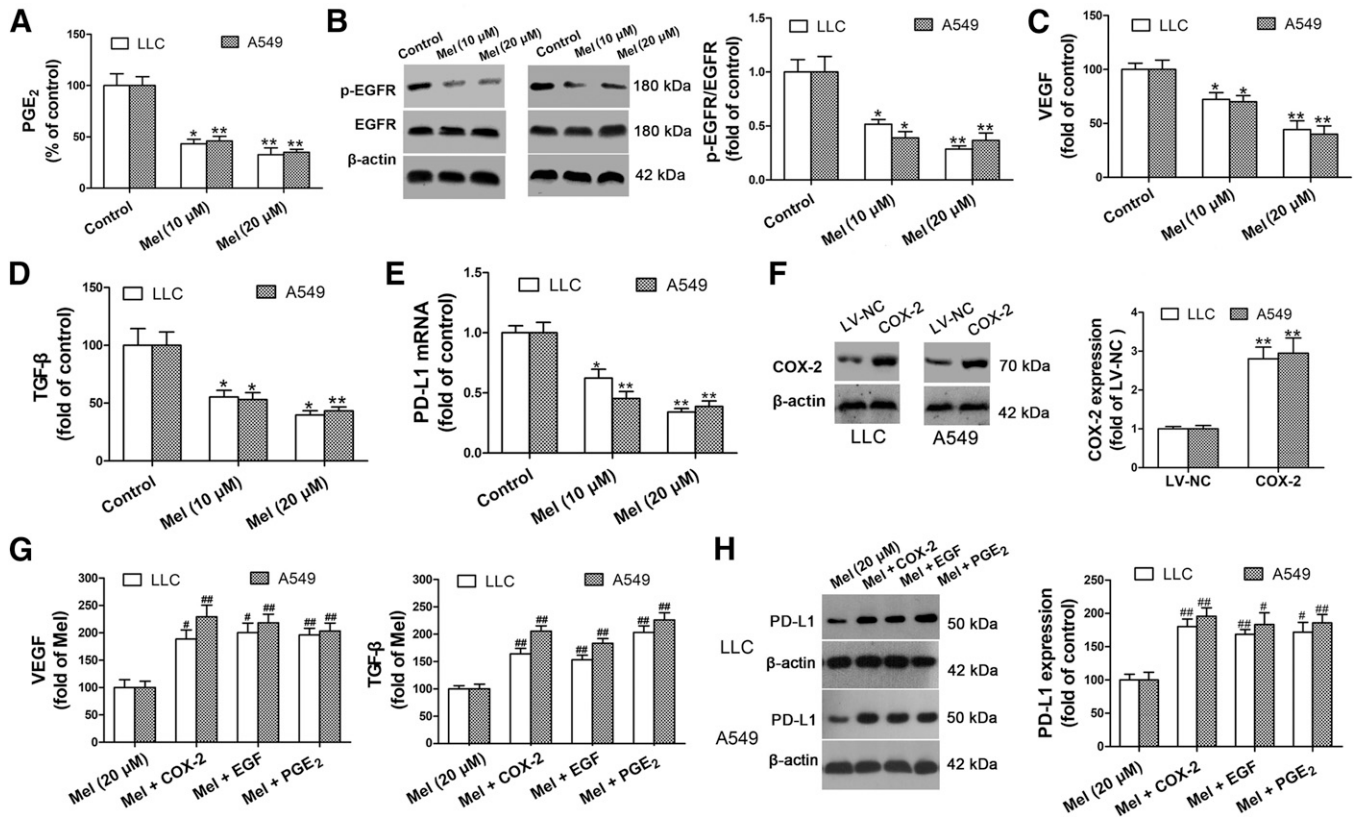 A
LLC
A549
PGE₂
(% of control)
150
100
50
0
Control
Mel (10 µM)
Mel (20 µM)
*
**
**
**
B
Control
Mel (10 µM)
Mel (20 µM)
Control
Mel (10 µM)
Mel (20 µM)
p-EGFR
180 kDa
EGFR
180 kDa
β-actin
42 kDa
LLC
A549
p-EGFR/EGFR
(fold of control)
1.5
1.0
0.5
0.0
*
*
**
**
Control
Mel (10 µM)
Mel (20 µM)
C
LLC
A549
VEGF
(fold of control)
150
100
50
0
*
*
**
**
Control
Mel (10 µM)
Mel (20 µM)
D
LLC
A549
TGF-β
(fold of control)
150
100
50
0
*
*
*
**
Control
Mel (10 µM)
Mel (20 µM)
E
LLC
A549
PD-L1 mRNA
(fold of control)
1.5
1.0
0.5
0.0
*
**
**
**
Control
Mel (10 µM)
Mel (20 µM)
F
LV-NC
COX-2
LV-NC
COX-2
COX-2
70 kDa
β-actin
42 kDa
LLC
A549
LLC
A549
COX-2 expression
(fold of LV-NC )
4
3
2
1
0
**
**
LV-NC
COX-2
G
LLC
A549
VEGF
(fold of Mel)
300
250
200
150
100
50
0
#
##
#
##
##
##
Mel (20 µM)
Mel + COX-2
Mel + EGF
Mel + PGE₂
LLC
A549
TGF-β
(fold of Mel)
300
250
200
150
100
50
0
##
##
##
##
##
##
Mel (20 µM)
Mel + COX-2
Mel + EGF
Mel + PGE₂
H
Mel (20 µM)
Mel + COX-2
Mel + EGF
Mel + PGE₂
LLC
PD-L1
50 kDa
β-actin
42 kDa
A549
PD-L1
50 kDa
β-actin
42 kDa
LLC
A549
PD-L1 expression
(fold of control)
300
250
200
150
100
50
0
##
##
##
#
#
##
Mel (20 µM)
Mel + COX-2
Mel + EGF
Mel + PGE₂